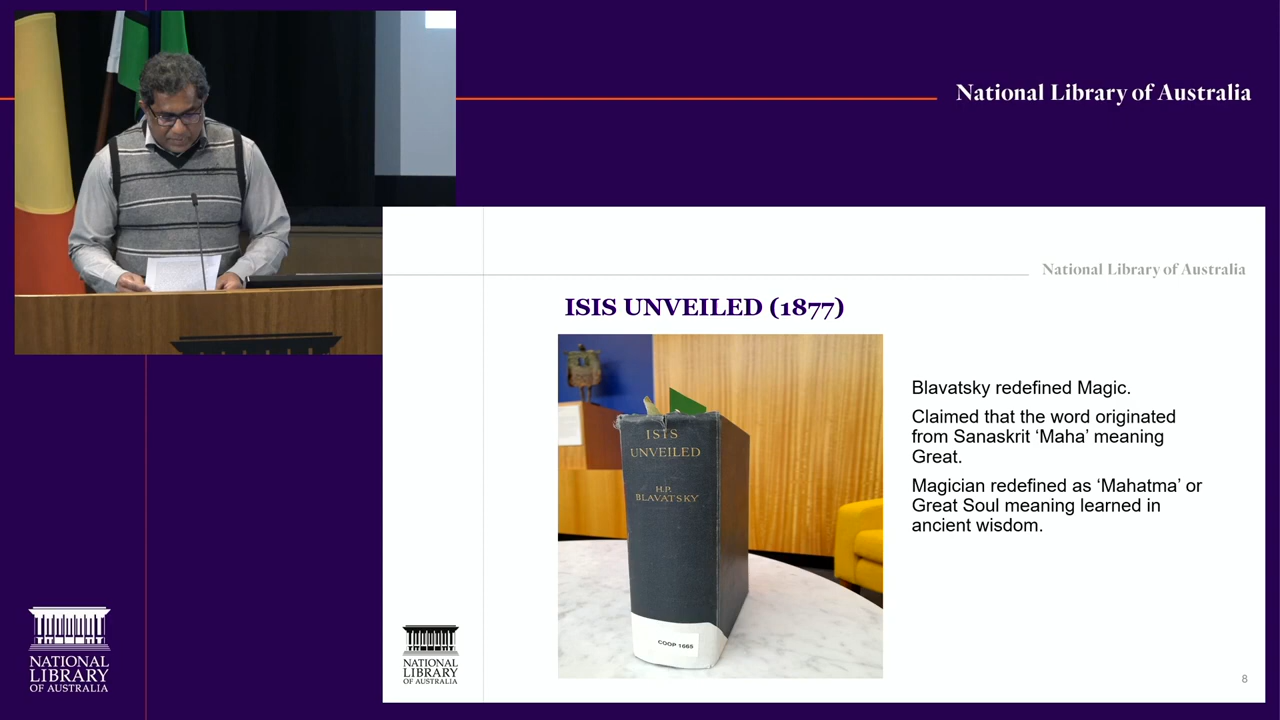 National Library of Australia
National Library of Australia
ISIS UNVEILED (1877)
ISIS
UNVEILED
H.P.
BLAVATSKY
COOP 1665
Blavatsky redefined Magic.
Claimed that the word originated
from Sanaskrit ‘Maha’ meaning
Great.
Magician redefined as ‘Mahatma’ or
Great Soul meaning learned in
ancient wisdom.
NATIONAL
LIBRARY
OF AUSTRALIA
NATIONAL
LIBRARY
OF AUSTRALIA
8